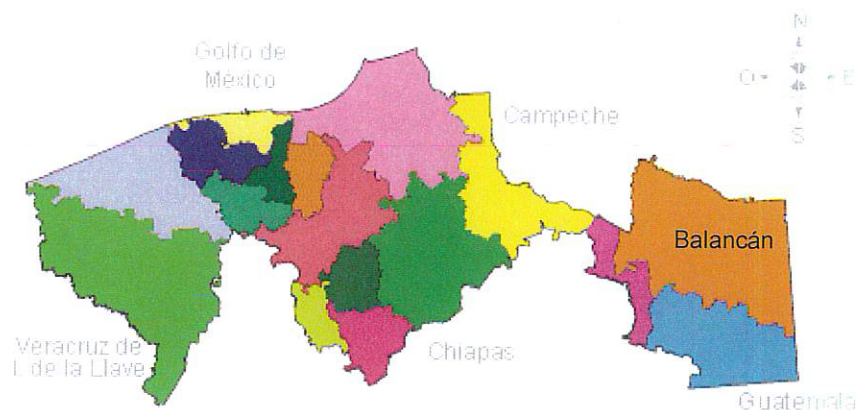 N
Golfo de
México
O
E
Campeche
S
Balancán
Veracruz de
I. de la Llave
Chiapas
Guatemala